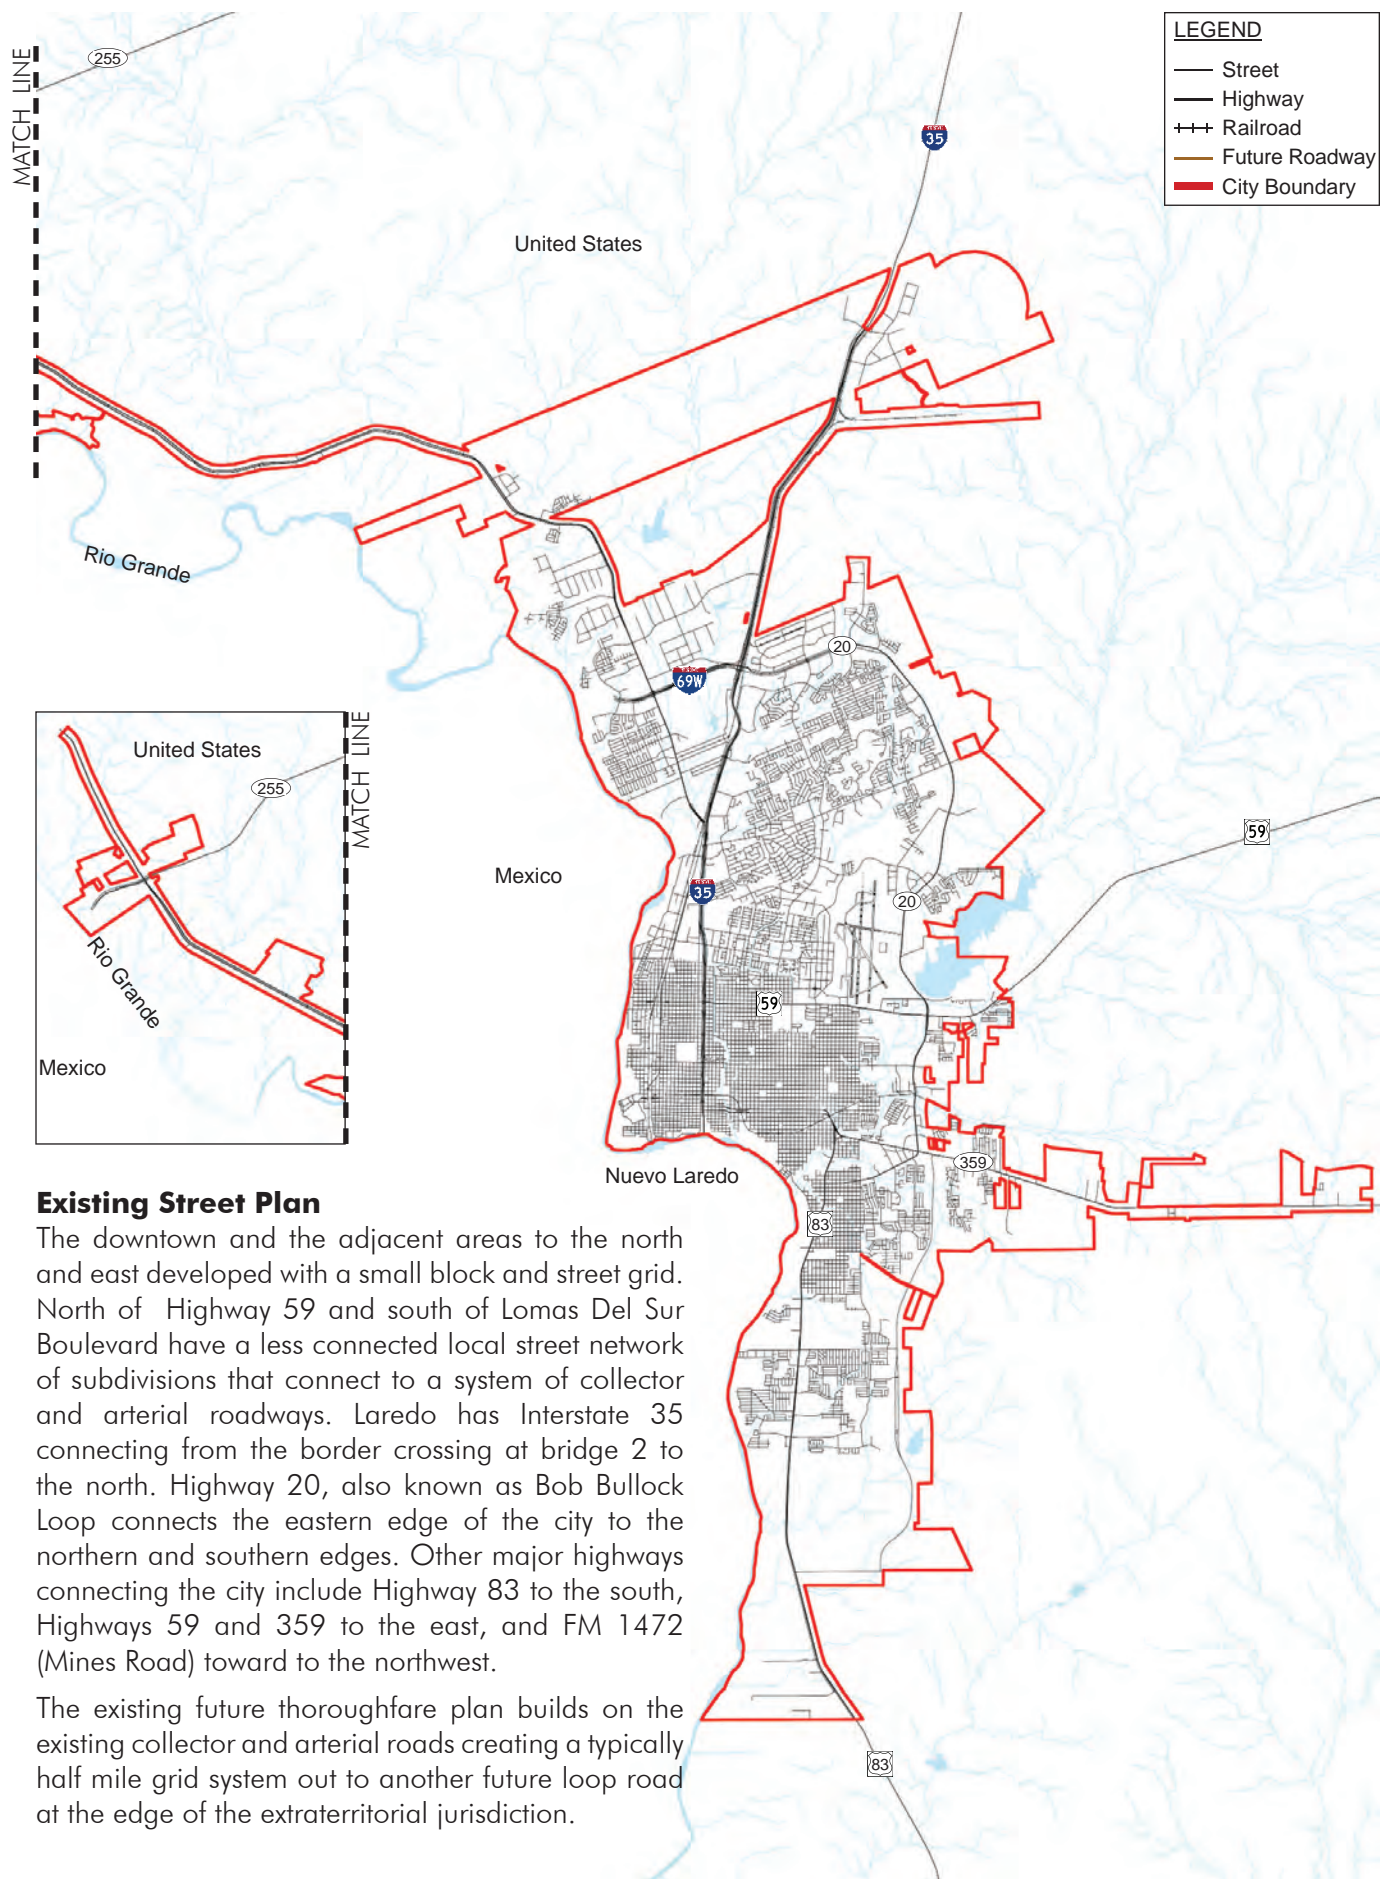 255
MATCH LINE
LEGEND
Street
Highway
Railroad
Future Roadway
City Boundary
35
United States
Rio Grande
20
69W
MATCH LINE
United States
255
59
Mexico
35
20
Rio Grande
59
Mexico
359
Nuevo Laredo
83
Existing Street Plan
The downtown and the adjacent areas to the north
and east developed with a small block and street grid.
North of Highway 59 and south of Lomas Del Sur
Boulevard have a less connected local street network
of subdivisions that connect to a system of collector
and arterial roadways. Laredo has Interstate 35
connecting from the border crossing at bridge 2 to
the north. Highway 20, also known as Bob Bullock
Loop connects the eastern edge of the city to the
northern and southern edges. Other major highways
connecting the city include Highway 83 to the south,
Highways 59 and 359 to the east, and FM 1472
(Mines Road) toward to the northwest.
The existing future thoroughfare plan builds on the
existing collector and arterial roads creating a typically
half mile grid system out to another future loop road
at the edge of the extraterritorial jurisdiction.
83